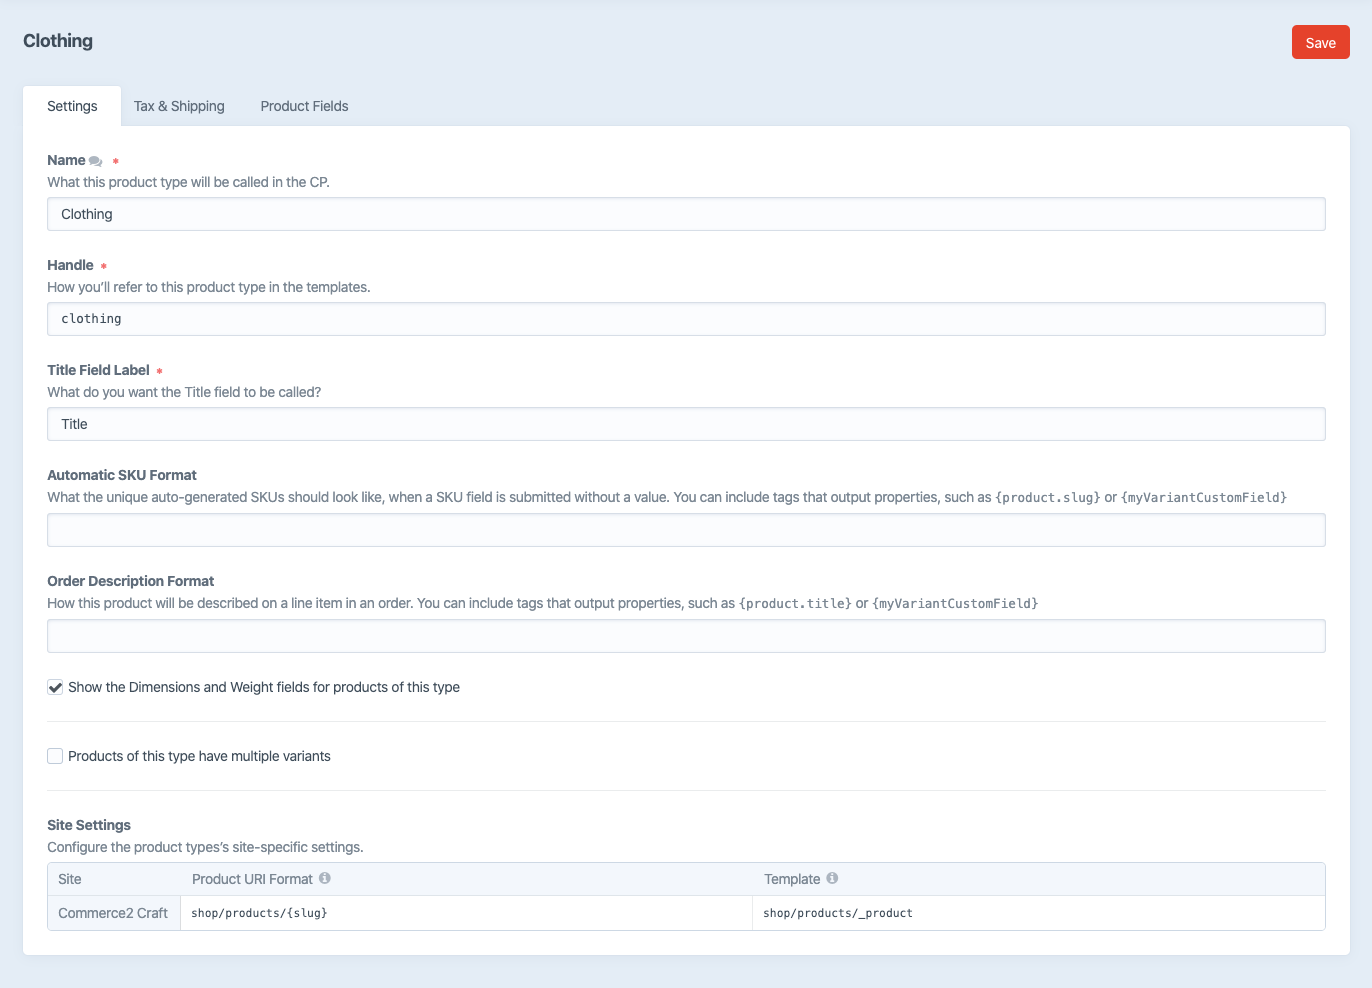 Clothing
Save
Settings
Tax & Shipping
Product Fields
Name *
What this product type will be called in the CP.
Clothing
Handle *
How you’ll refer to this product type in the templates.
clothing
Title Field Label *
What do you want the Title field to be called?
Title
Automatic SKU Format
What the unique auto-generated SKUs should look like, when a SKU field is submitted without a value. You can include tags that output properties, such as {product.slug} or {myVariantCustomField}
Order Description Format
How this product will be described on a line item in an order. You can include tags that output properties, such as {product.title} or {myVariantCustomField}
Show the Dimensions and Weight fields for products of this type
Products of this type have multiple variants
Site Settings
Configure the product types’s site-specific settings.
Site Product URI Format Template
Commerce2 Craft shop/products/{slug} shop/products/_product